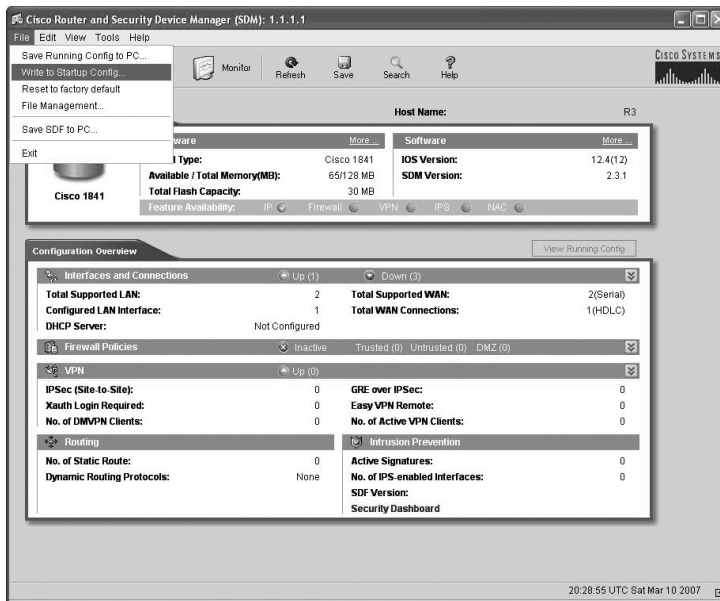 Cisco Router and Security Device Manager (SDM): 1.1.1.1
File Edit View Tools Help
Save Running Config to PC...
Write to Startup Config...
Reset to factory default
File Management...
Save SDF to PC...
Exit
Monitor Refresh Save Search Help
CISCO SYSTEMS
Host Name: R3
ware More ... Software More ...
l Type: Cisco 1841 IOS Version: 12.4(12)
Available / Total Memory(MB): 65/128 MB SDM Version: 2.3.1
Total Flash Capacity: 30 MB
Cisco 1841
Feature Availability: IP Firewall VPN IPS NAC
Configuration Overview View Running Config
Interfaces and Connections Up (1) Down (3)
Total Supported LAN: 2 Total Supported WAN: 2(Serial)
Configured LAN Interface: 1 Total WAN Connections: 1(HDLC)
DHCP Server: Not Configured
Firewall Policies Inactive Trusted (0) Untrusted (0) DMZ (0)
VPN Up (0)
IPSec (Site-to-Site): 0 GRE over IPSec: 0
Xauth Login Required: 0 Easy VPN Remote: 0
No. of DMVPN Clients: 0 No. of Active VPN Clients: 0
Routing Intrusion Prevention
No. of Static Route: 0 Active Signatures: 0
Dynamic Routing Protocols: None No. of IPS-enabled Interfaces: 0
SDF Version:
Security Dashboard
20:28:55 UTC Sat Mar 10 2007